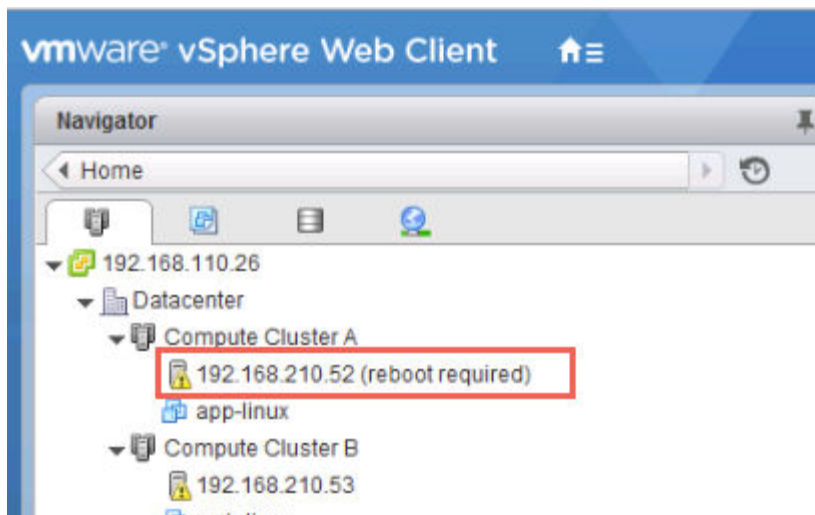 vmware® vSphere Web Client
Navigator
Home
192.168.110.26
Datacenter
Compute Cluster A
192.168.210.52 (reboot required)
app-linux
Compute Cluster B
192.168.210.53